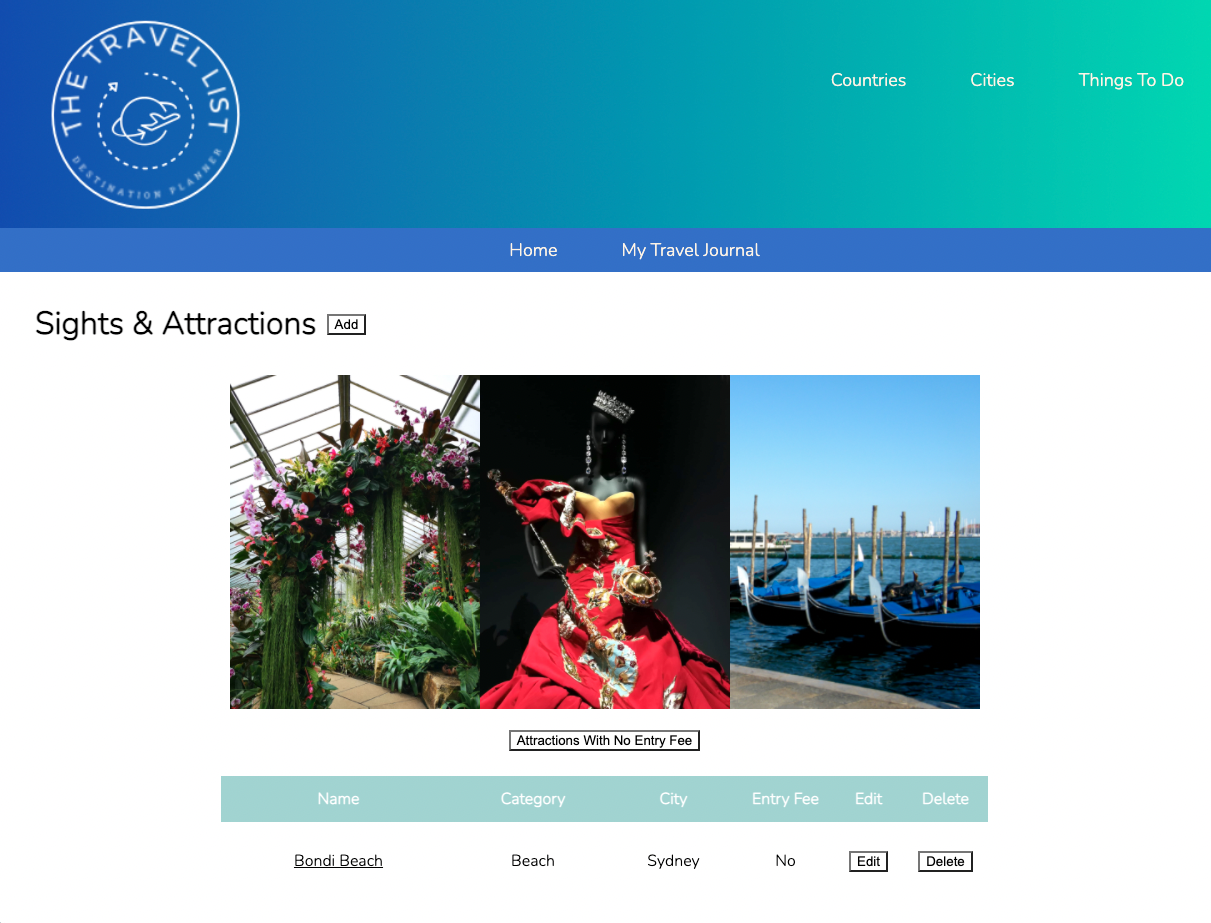 THE TRAVEL LIST
DESTINATION PLANNER
Countries Cities Things To Do
Home My Travel Journal
Sights & Attractions Add
Attractions With No Entry Fee
Name Category City Entry Fee Edit Delete
Bondi Beach Beach Sydney No Edit Delete